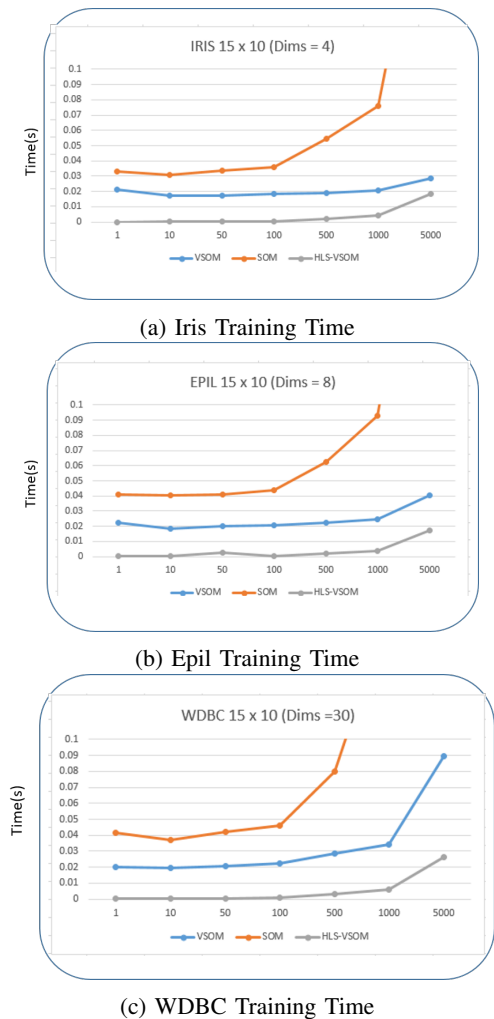 IRIS 15 x 10 (Dims = 4)
0.1
0.09
0.08
0.07
0.06
0.05
0.04
0.03
0.02
0.01
0
Time(s)
1 10 50 100 500 1000 5000
VSOM SOM HLS-VSOM
(a) Iris Training Time
EPIL 15 x 10 (Dims = 8)
0.1
0.09
0.08
0.07
0.06
0.05
0.04
0.03
0.02
0.01
0
Time(s)
1 10 50 100 500 1000 5000
VSOM SOM HLS-VSOM
(b) Epil Training Time
WDBC 15 x 10 (Dims =30)
0.1
0.09
0.08
0.07
0.06
0.05
0.04
0.03
0.02
0.01
0
Time(s)
1 10 50 100 500 1000 5000
VSOM SOM HLS-VSOM
(c) WDBC Training Time